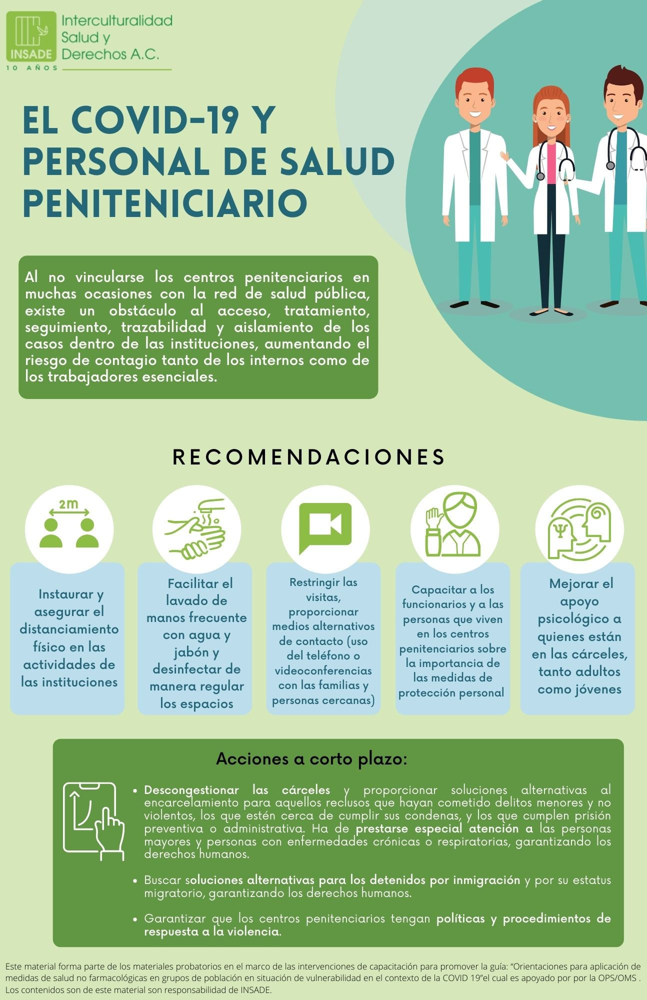 Interculturalidad
Salud y
Derechos A.C.
INSADE
10 AÑOS
EL COVID-19 Y
PERSONAL DE SALUD
PENITENICIARIO
Al no vincularse los centros penitenciarios en
muchas ocasiones con la red de salud pública,
existe un obstáculo al acceso, tratamiento,
seguimiento, trazabilidad y aislamiento de los
casos dentro de las instituciones, aumentando el
riesgo de contagio tanto de los internos como de
los trabajadores esenciales.
RECOMENDACIONES
2m
Instaurar y
asegurar el
distanciamiento
físico en las
actividades de
las instituciones
Facilitar el
lavado de
manos frecuente
con agua y
jabón y
desinfectar de
manera regular
los espacios
Restringir las
visitas,
proporcionar
medios alternativos
de contacto (uso
del teléfono o
videoconferencias
con las familias y
personas cercanas)
Capacitar a los
funcionarios y a las
personas que viven
en los centros
penitenciarios sobre
la importancia de
las medidas de
protección personal
Mejorar el
apoyo
psicológico a
quienes están
en las cárceles,
tanto adultos
como jóvenes
Acciones a corto plazo:
• Descongestionar las cárceles y proporcionar soluciones alternativas al
encarcelamiento para aquellos reclusos que hayan cometido delitos menores y no
violentos, los que estén cerca de cumplir sus condenas, y los que cumplen prisión
preventiva o administrativa. Ha de prestarse especial atención a las personas
mayores y personas con enfermedades crónicas o respiratorias, garantizando los
derechos humanos.
• Buscar soluciones alternativas para los detenidos por inmigración y por su estatus
migratorio, garantizando los derechos humanos.
• Garantizar que los centros penitenciarios tengan políticas y procedimientos de
respuesta a la violencia.
Este material forma parte de los materiales probatorios en el marco de las intervenciones de capacitación para promover la guía: “Orientaciones para aplicación de
medidas de salud no farmacológicas en grupos de población en situación de vulnerabilidad en el contexto de la COVID 19”el cual es apoyado por por la OPS/OMS .
Los contenidos son de este material son responsabilidad de INSADE.